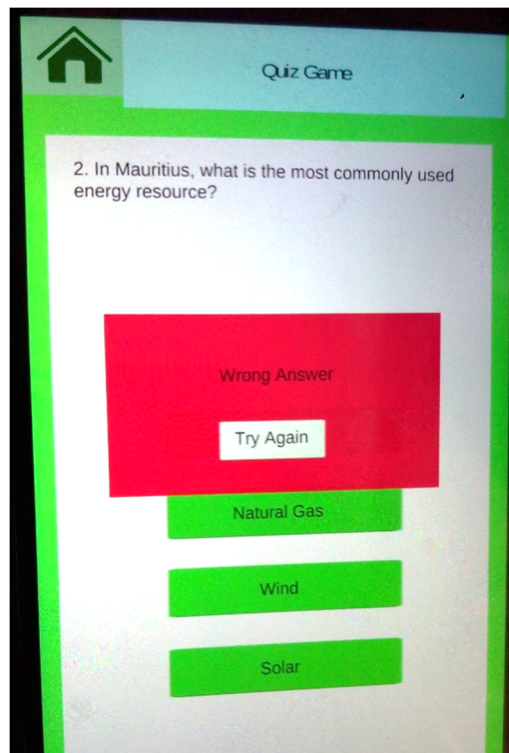 Quiz Game
2. In Mauritius, what is the most commonly used
energy resource?
Wrong Answer
Try Again
Natural Gas
Wind
Solar